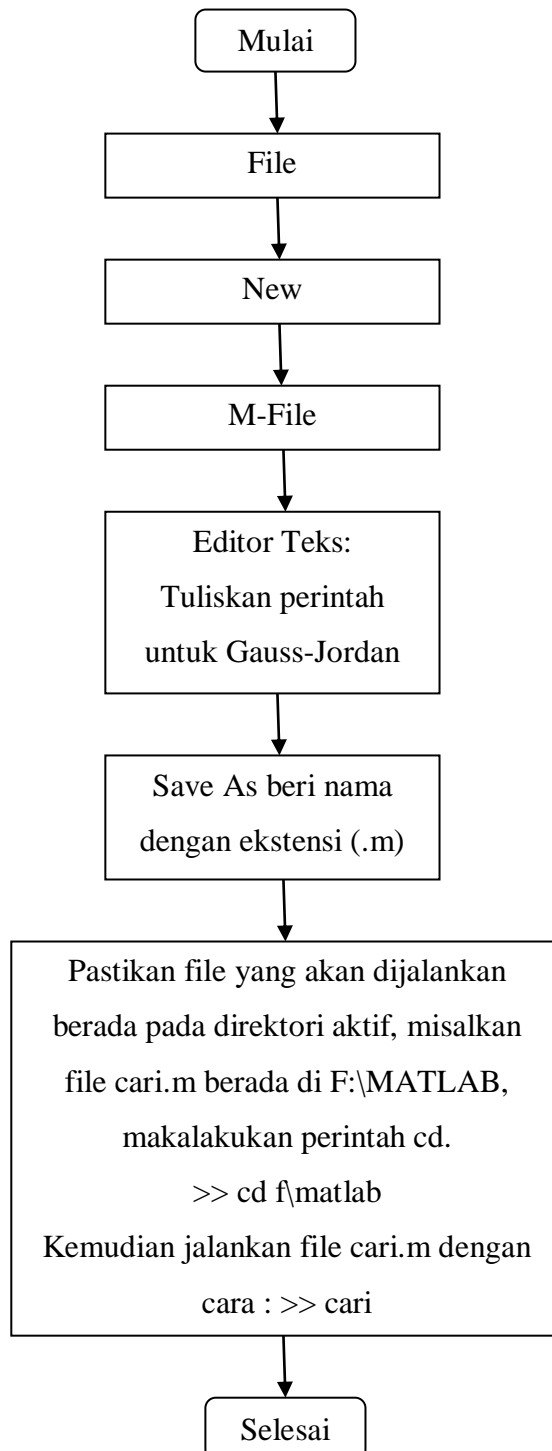 Mulai
File
New
M-File
Editor Teks:
Tuliskan perintah
untuk Gauss-Jordan
Save As beri nama
dengan ekstensi (.m)
Pastikan file yang akan dijalankan
berada pada direktori aktif, misalkan
file cari.m berada di F:\MATLAB,
makalakukan perintah cd.
>> cd f\matlab
Kemudian jalankan file cari.m dengan
cara : >> cari
Selesai